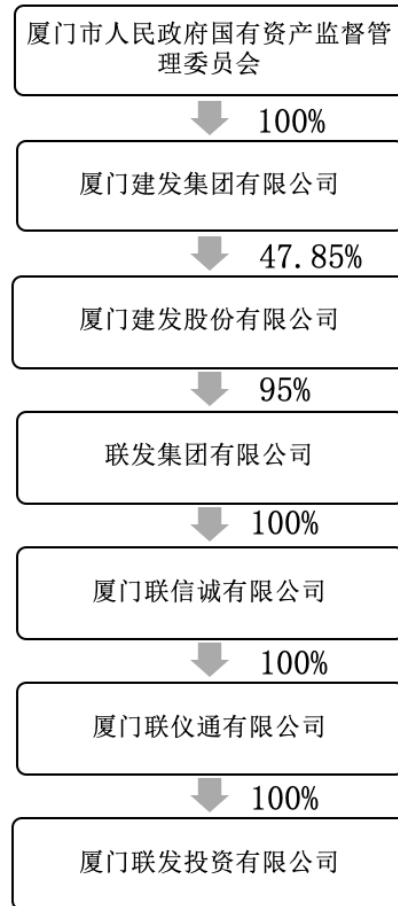 厦门市人民政府国有资产监督管
理委员会
100%
厦门建发集团有限公司
47.85%
厦门建发股份有限公司
95%
联发集团有限公司
100%
厦门联信诚有限公司
100%
厦门联仪通有限公司
100%
厦门联发投资有限公司